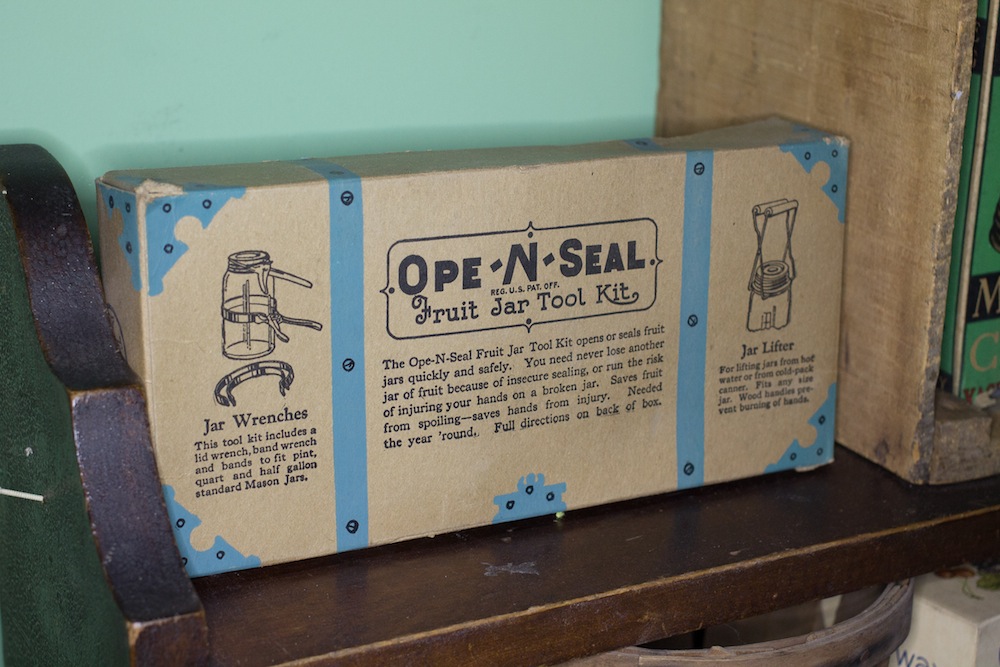 OPE-N-SEAL
REG. U.S. PAT. OFF.
Fruit Jar Tool Kit
The Ope-N-Seal Fruit Jar Tool Kit opens or seals fruit
jars quickly and safely. You need never lose another
jar of fruit because of insecure sealing, or run the risk
of injuring your hands on a broken jar. Saves fruit
from spoiling—saves hands from injury. Needed
the year 'round. Full directions on back of box.
Jar Wrenches
This tool kit includes a
lid wrench, band wrench
and bands to fit pint,
quart and half gallon
standard Mason Jars.
Jar Lifter
For lifting jars from hot
water or from cold-pack
canner. Fits any size
jar. Wood handles pre-
vent burning of hands.
M
C
wa